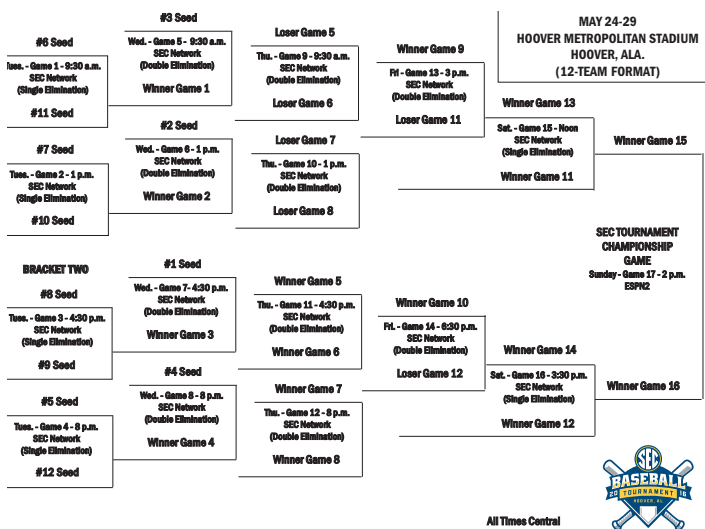 MAY 24-29
HOOVER METROPOLITAN STADIUM
HOOVER, ALA.
(12-TEAM FORMAT)
#6 Seed
Tues. - Game 1 - 9:30 a.m.
SEC Network
(Single Elimination)
#11 Seed
#7 Seed
Tues. - Game 2 - 1 p.m.
SEC Network
(Single Elimination)
#10 Seed
#3 Seed
Wed. - Game 5 - 9:30 a.m.
SEC Network
(Double Elimination)
Winner Game 1
#2 Seed
Wed. - Game 6 - 1 p.m.
SEC Network
(Double Elimination)
Winner Game 2
Loser Game 5
Thu. - Game 9 - 9:30 a.m.
SEC Network
(Double Elimination)
Loser Game 6
Loser Game 7
Thu. - Game 10 - 1 p.m.
SEC Network
(Double Elimination)
Loser Game 8
Winner Game 9
Fri - Game 13 - 3 p.m.
SEC Network
(Double Elimination)
Loser Game 11
Winner Game 13
Sat. - Game 15 - Noon
SEC Network
(Single Elimination)
Winner Game 11
Winner Game 15
SEC TOURNAMENT
CHAMPIONSHIP
GAME
Sunday - Game 17 - 2 p.m.
ESPN2
BRACKET TWO
#8 Seed
Tues. - Game 3 - 4:30 p.m.
SEC Network
(Single Elimination)
#9 Seed
#5 Seed
Tues. - Game 4 - 8 p.m.
SEC Network
(Single Elimination)
#12 Seed
#1 Seed
Wed. - Game 7- 4:30 p.m.
SEC Network
(Double Elimination)
Winner Game 3
#4 Seed
Wed. - Game 8 - 8 p.m.
SEC Network
(Double Elimination)
Winner Game 4
Winner Game 5
Thu. - Game 11 - 4:30 p.m.
SEC Network
(Double Elimination)
Winner Game 6
Winner Game 7
Thu. - Game 12 - 8 p.m.
SEC Network
(Double Elimination)
Winner Game 8
Winner Game 10
Fri. - Game 14 - 6:30 p.m.
SEC Network
(Double Elimination)
Loser Game 12
Winner Game 14
Sat. - Game 16 - 3:30 p.m.
SEC Network
(Single Elimination)
Winner Game 12
Winner Game 16
SEC
BASEBALL
20 TOURNAMENT 16
HOOVER, AL
All Times Central